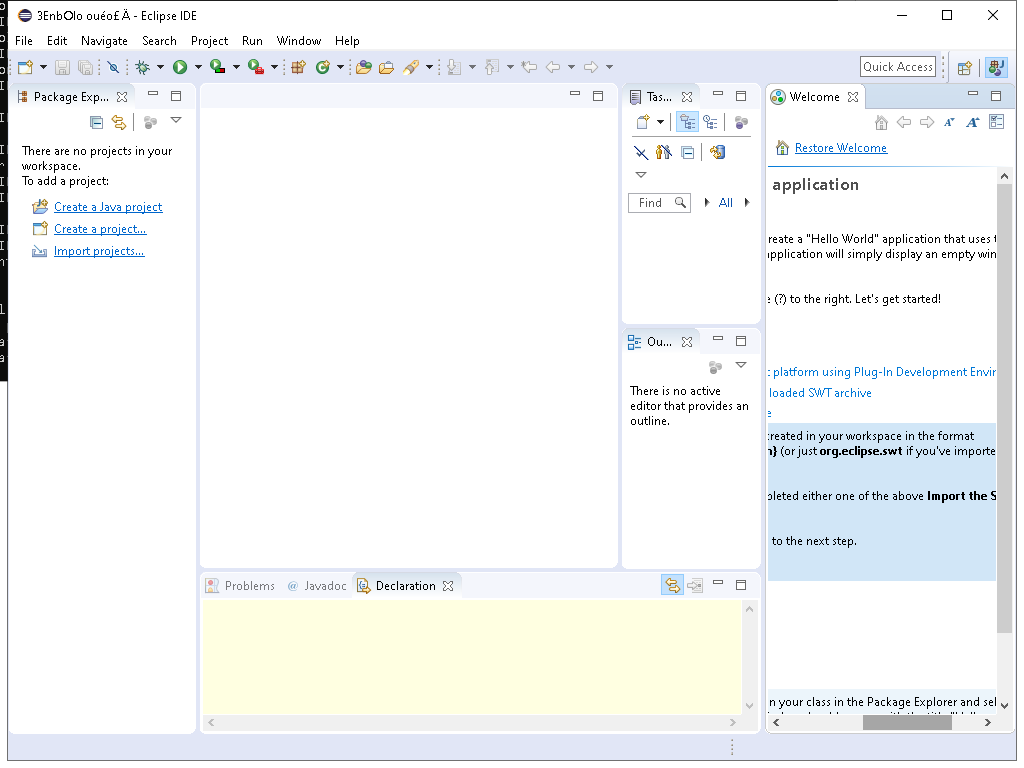 3EnbOlo ouéo£Ä - Eclipse IDE
File Edit Navigate Search Project Run Window Help
Quick Access
Package Exp...
There are no projects in your
workspace.
To add a project:
Create a Java project
Create a project...
Import projects...
Tas...
Find
All
Ou...
There is no active
editor that provides an
outline.
Problems @ Javadoc Declaration
Welcome
Restore Welcome
application
reate a "Hello World" application that uses t
pplication will simply display an empty win
e (?) to the right. Let's get started!
t platform using Plug-In Development Envir
loaded SWT archive
e
created in your workspace in the format
n} (or just org.eclipse.swt if you've importe
pleted either one of the above Import the S
to the next step.
n your class in the Package Explorer and sel